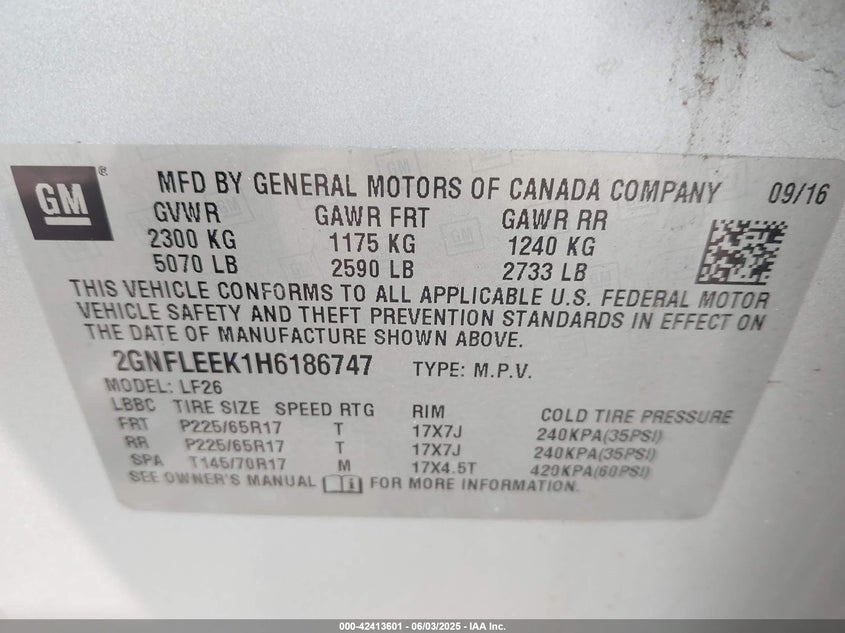 GM ® MFD BY GENERAL MOTORS OF CANADA COMPANY 09/16
GVWR GAWR FRT GAWR RR
2300 KG 1175 KG 1240 KG
5070 LB 2590 LB 2733 LB
THIS VEHICLE CONFORMS TO ALL APPLICABLE U.S. FEDERAL MOTOR
VEHICLE SAFETY AND THEFT PREVENTION STANDARDS IN EFFECT ON
THE DATE OF MANUFACTURE SHOWN ABOVE.
2GNFLEEK1H6186747 TYPE: M.P.V.
MODEL: LF26
LBBC TIRE SIZE SPEED RTG RIM COLD TIRE PRESSURE
FRT P225/65R17 T 17X7J 240KPA(35PSI)
RR P225/65R17 T 17X7J 240KPA(35PSI)
SPA T145/70R17 M 17X4.5T 420KPA(60PSI)
SEE OWNER'S MANUAL FOR MORE INFORMATION.
000-42413601 - 06/03/2025 - IAA Inc.